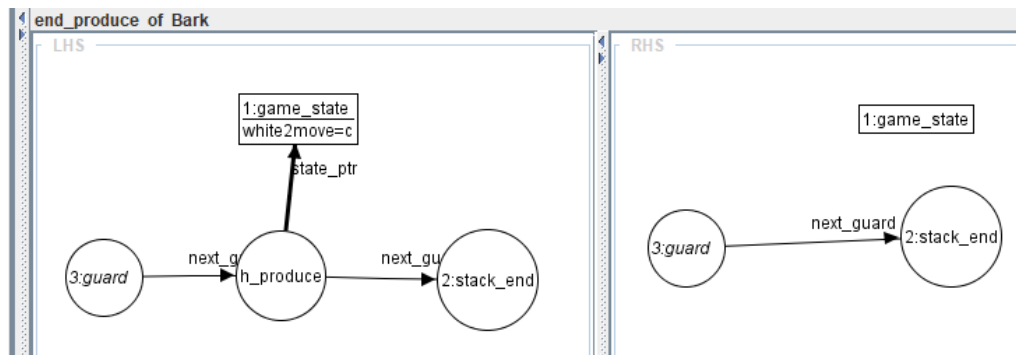 end_produce of Bark
LHS
1:game_state
white2move=c
state_ptr
next_g
next_gu
3:guard
h_produce
2:stack_end
RHS
1:game_state
next_guard
3:guard
2:stack_end